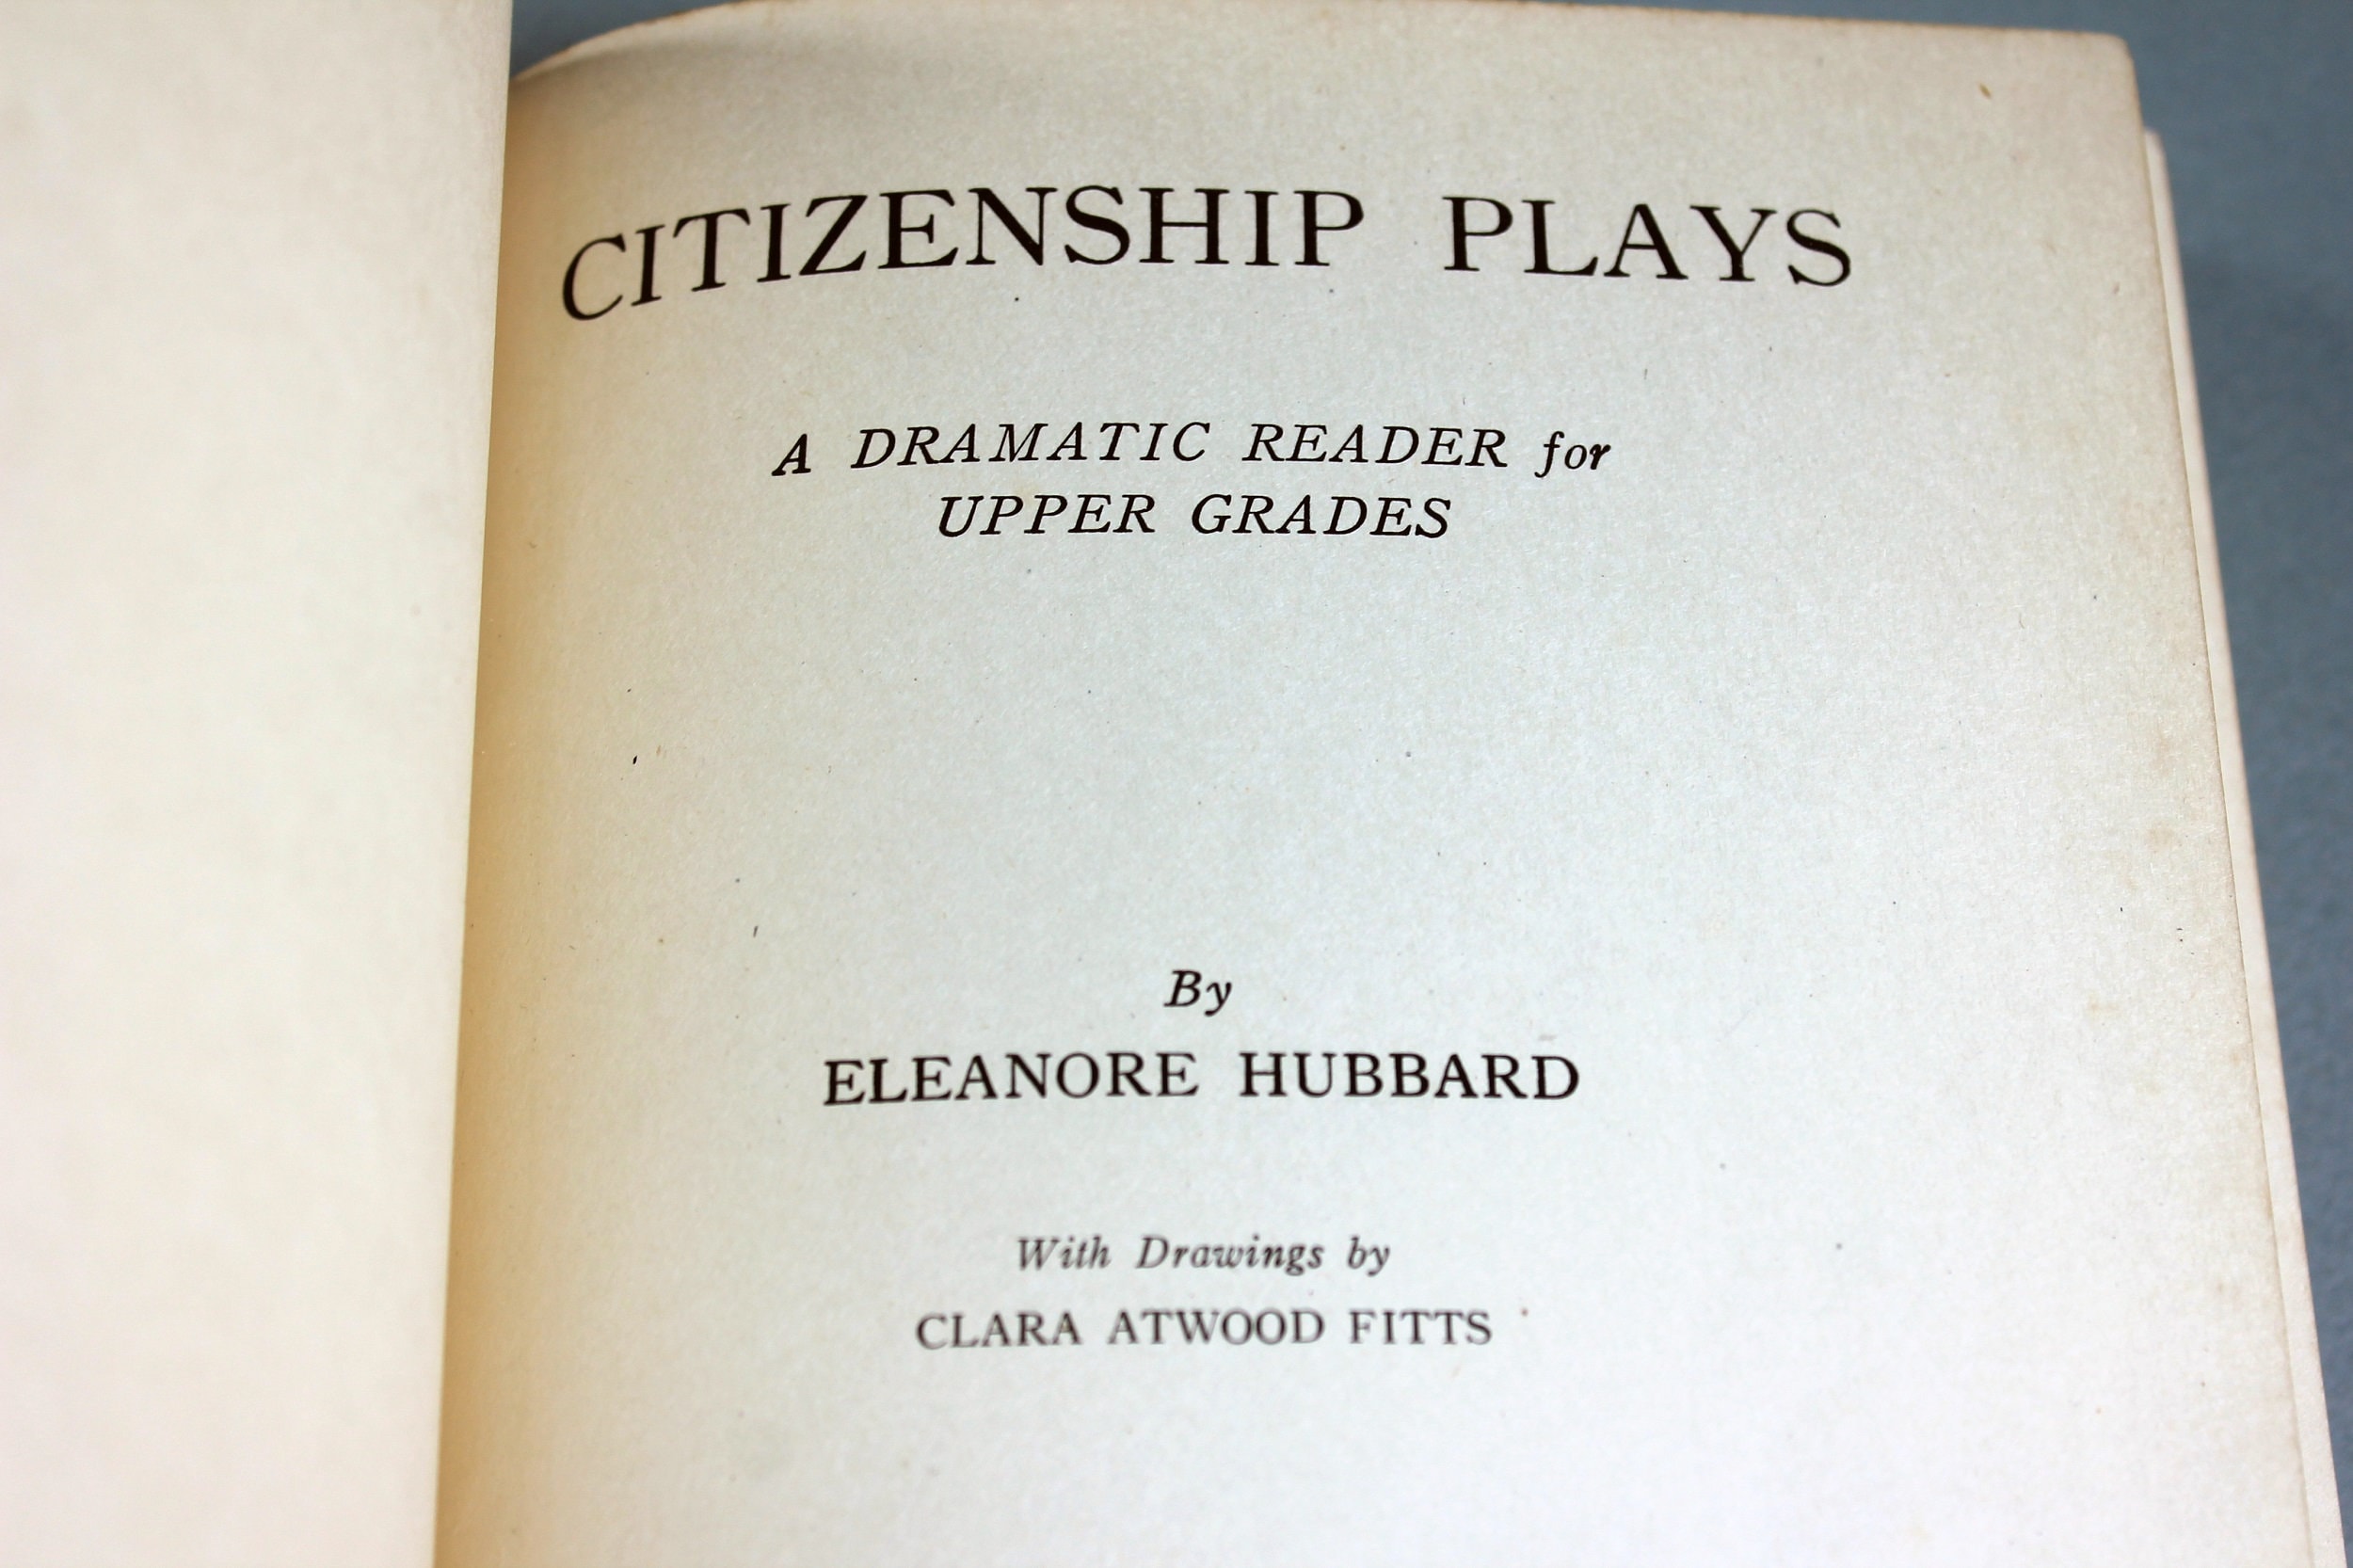 CITIZENSHIP PLAYS
A DRAMATIC READER for
UPPER GRADES
By
ELEANORE HUBBARD
With Drawings by
CLARA ATWOOD FITTS